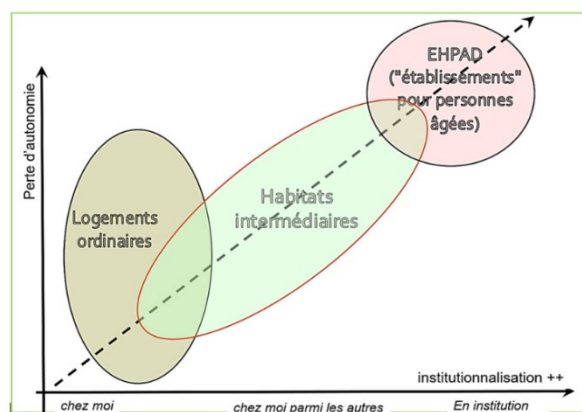 EHPAD
("établissements"
pour personnes
âgées)
Perte d'autonomie
Logements
ordinaires
Habitats
intermédiaires
institutionnalisation ++
chez moi
chez moi parmi les autres
En institution